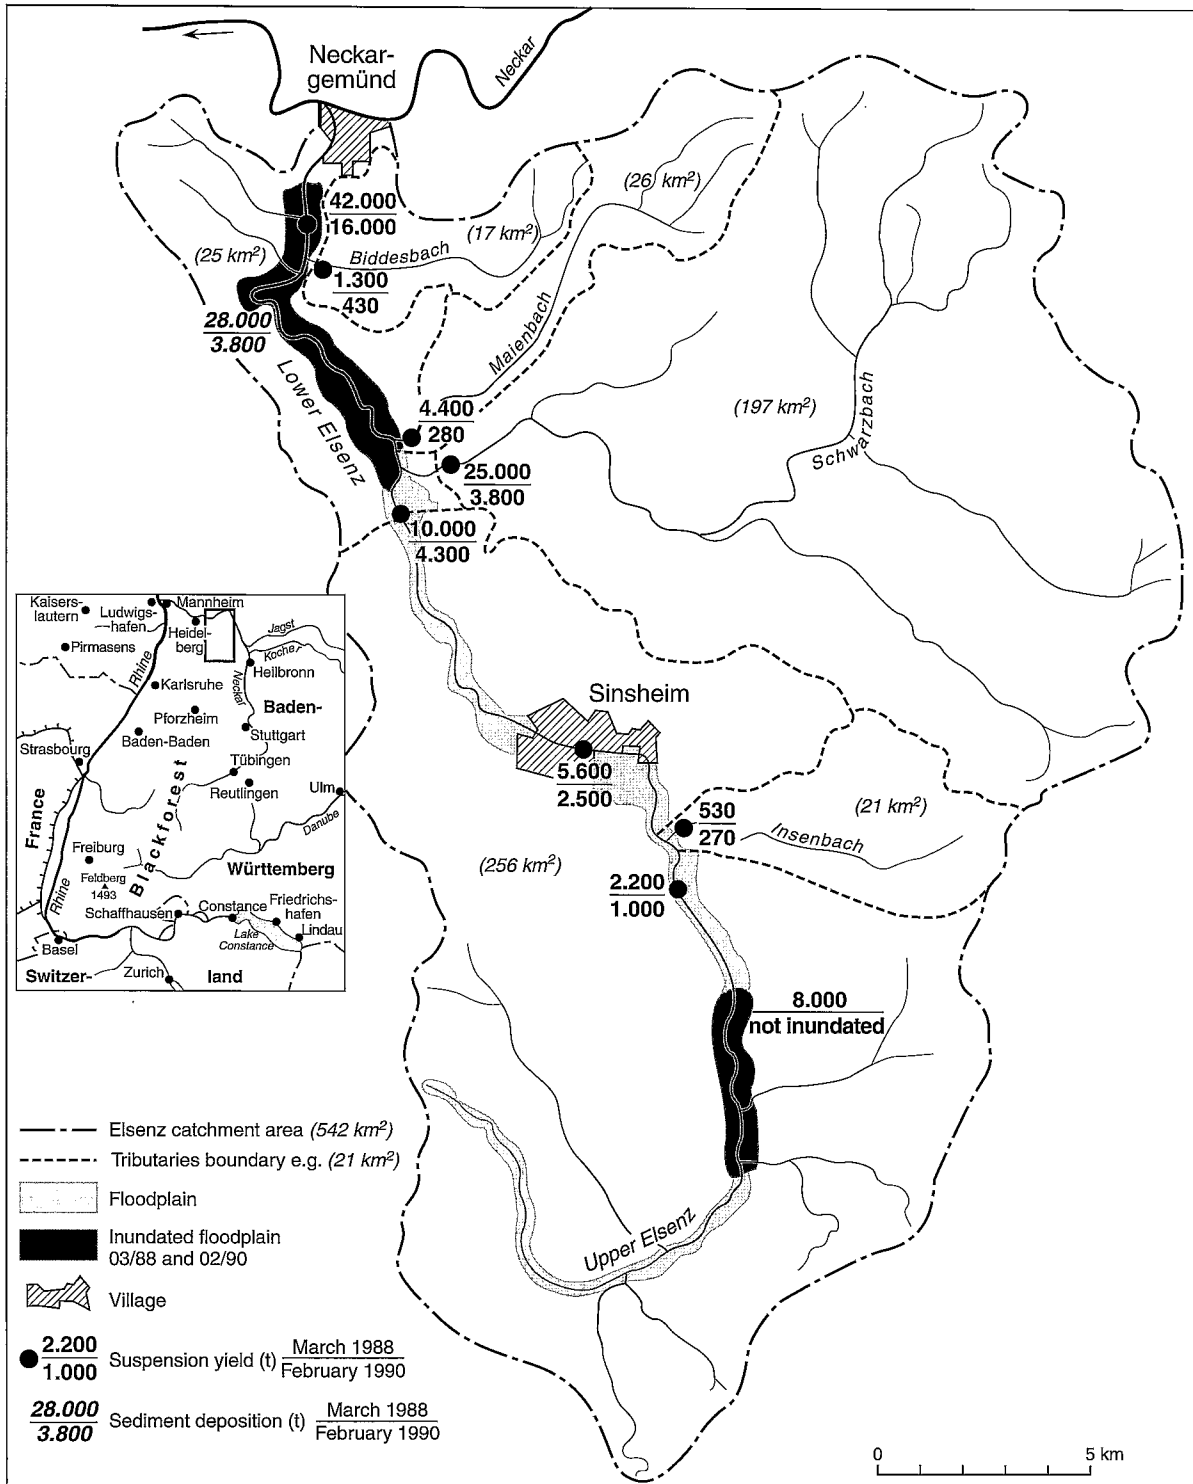 Neckar-
gemünd
Neckar
42.000
16.000
(26 km²)
(17 km²)
(25 km²)
Biddesbach
1.300
430
28.000
3.800
Maienbach
Lower Elsenz
4.400
280
(197 km²)
Schwarzbach
25.000
3.800
10.000
4.300
Sinsheim
5.600
2.500
530
270
(21 km²)
Insenbach
(256 km²)
2.200
1.000
8.000
not inundated
Upper Elsenz
Kaisers-
lautern
Ludwigs-
hafen
Mannheim
Heidel-
berg
Jagst
Kocher
Pirmasens
Rhine
Heilbronn
Neckar
Karlsruhe
Pforzheim
Baden-
Baden-Baden
Stuttgart
Strasbourg
Tübingen
Reutlingen
Ulm
Danube
France
Blackforest
Freiburg
Feldberg
1493
Württemberg
Rhine
Schaffhausen
Constance
Friedrichs-
hafen
Lake
Constance
Lindau
Basel
Switzer-
Zurich
land
Elsenz catchment area (542 km²)
Tributaries boundary e.g. (21 km²)
Floodplain
Inundated floodplain
03/88 and 02/90
Village
2.200
1.000
Suspension yield (t)
March 1988
February 1990
28.000
3.800
Sediment deposition (t)
March 1988
February 1990
0 5 km